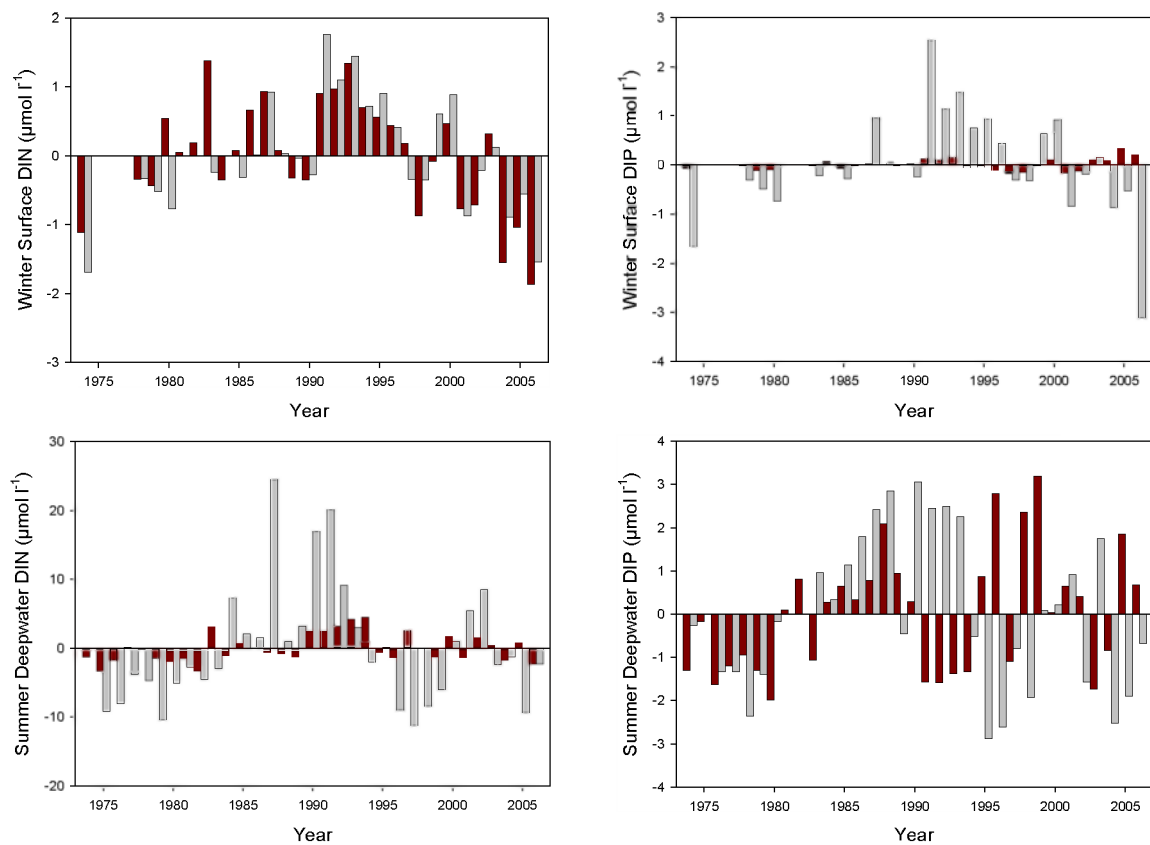 Winter Surface DIN (µmol l⁻¹)
2
1
0
-1
-2
-3
1975 1980 1985 1990 1995 2000 2005
Year
Winter Surface DIP (µmol l⁻¹)
3
2
1
0
-1
-2
-3
-4
1975 1980 1985 1990 1995 2000 2005
Year
Summer Deepwater DIN (µmol l⁻¹)
30
20
10
0
-10
-20
1975 1980 1985 1990 1995 2000 2005
Year
Summer Deepwater DIP (µmol l⁻¹)
4
3
2
1
0
-1
-2
-3
-4
1975 1980 1985 1990 1995 2000 2005
Year